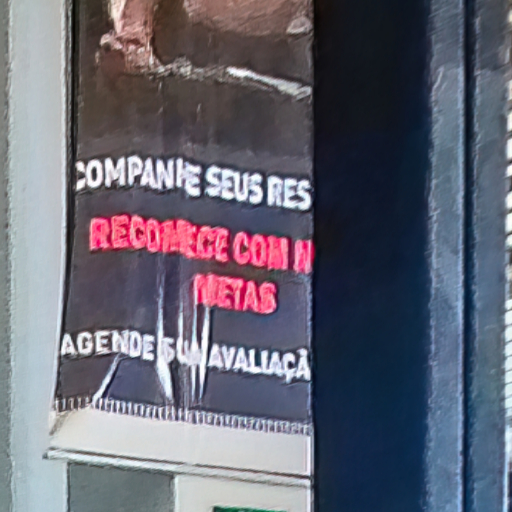 COMPANHE SEUS RES
RECOMECE COM N
METAS
AGENDE SUA AVALIAÇÃ